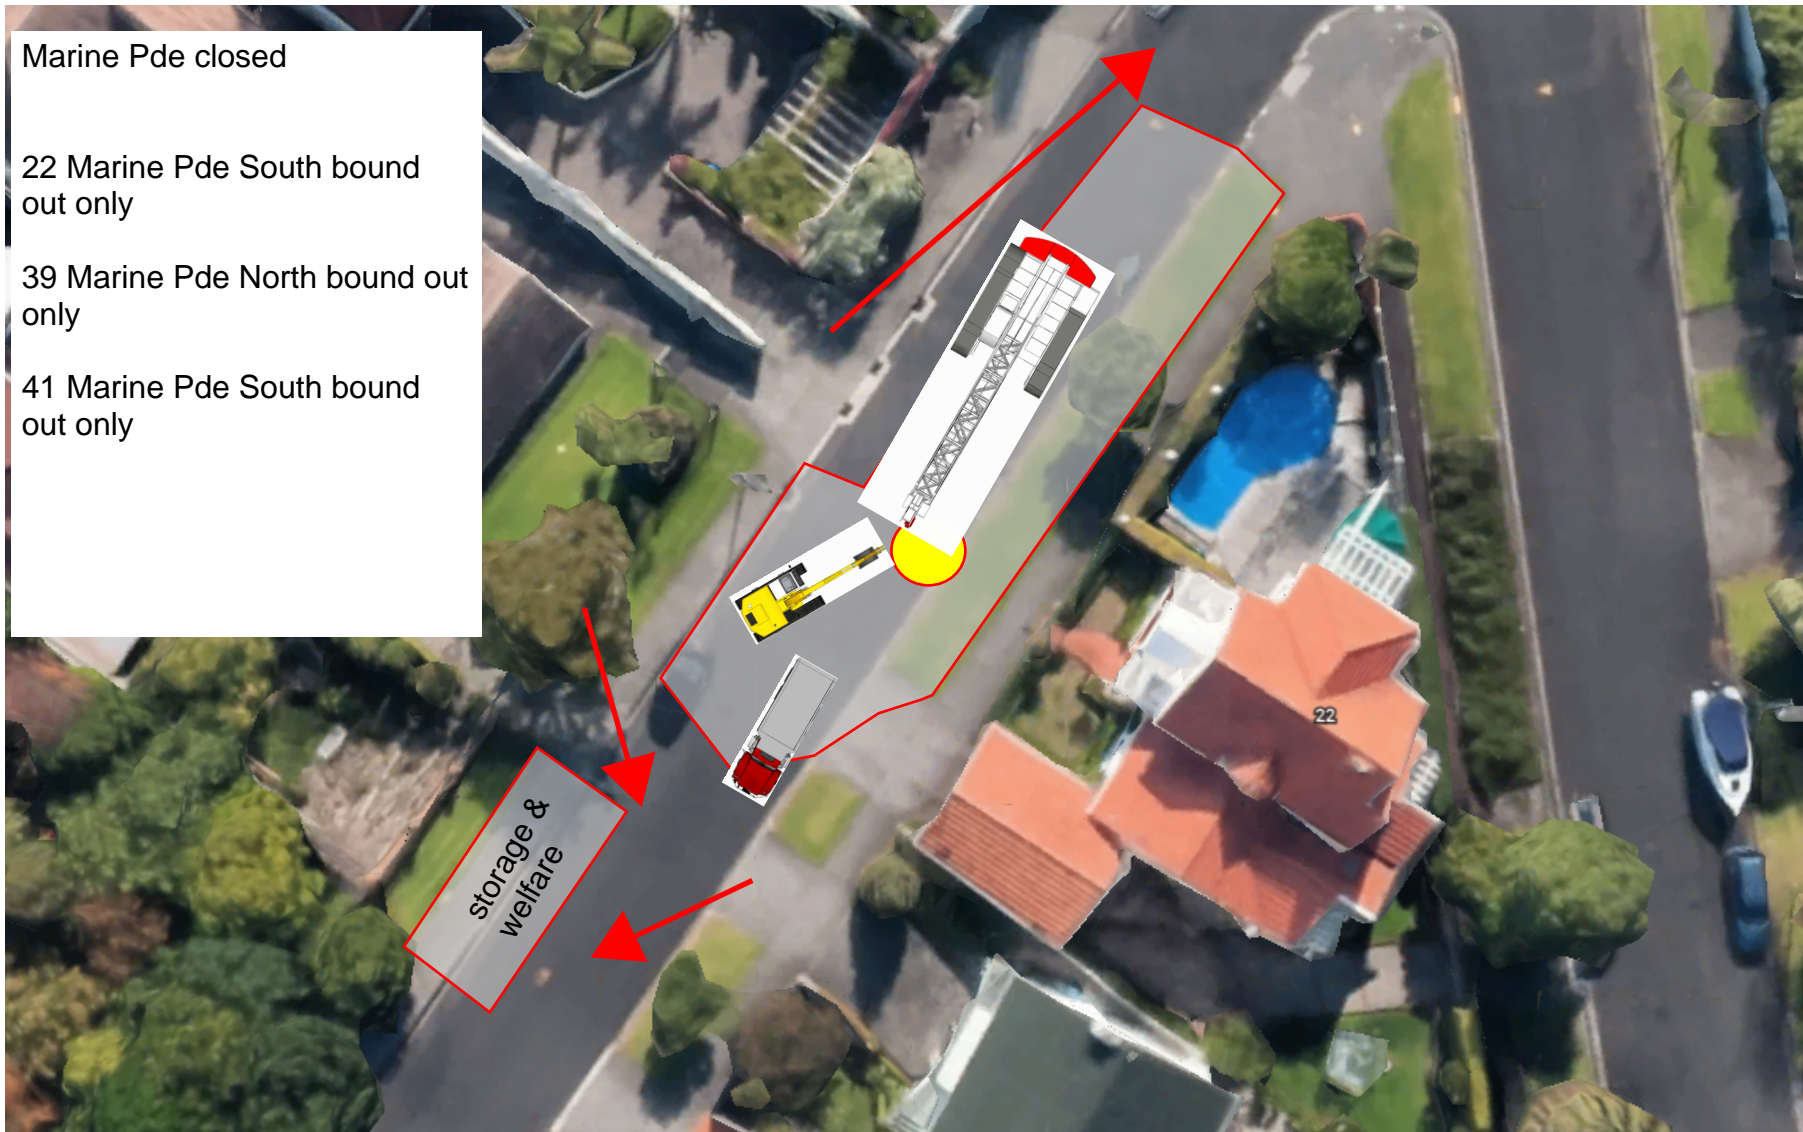 Marine Pde closed
22 Marine Pde South bound
out only
39 Marine Pde North bound out
only
41 Marine Pde South bound
out only
storage &
welfare
22